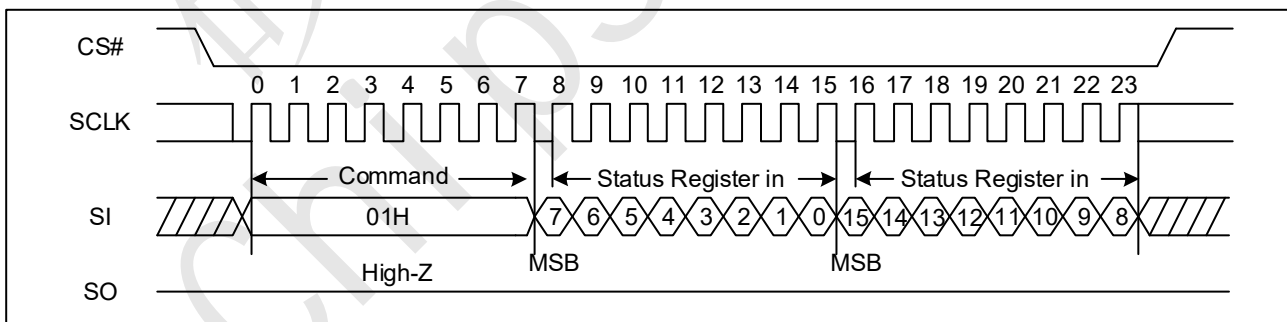 CS#
0 1 2 3 4 5 6 7 8 9 10 11 12 13 14 15 16 17 18 19 20 21 22 23
SCLK
Command Status Register in Status Register in
SI 01H 7 6 5 4 3 2 1 0 15 14 13 12 11 10 9 8
MSB MSB
High-Z
SO